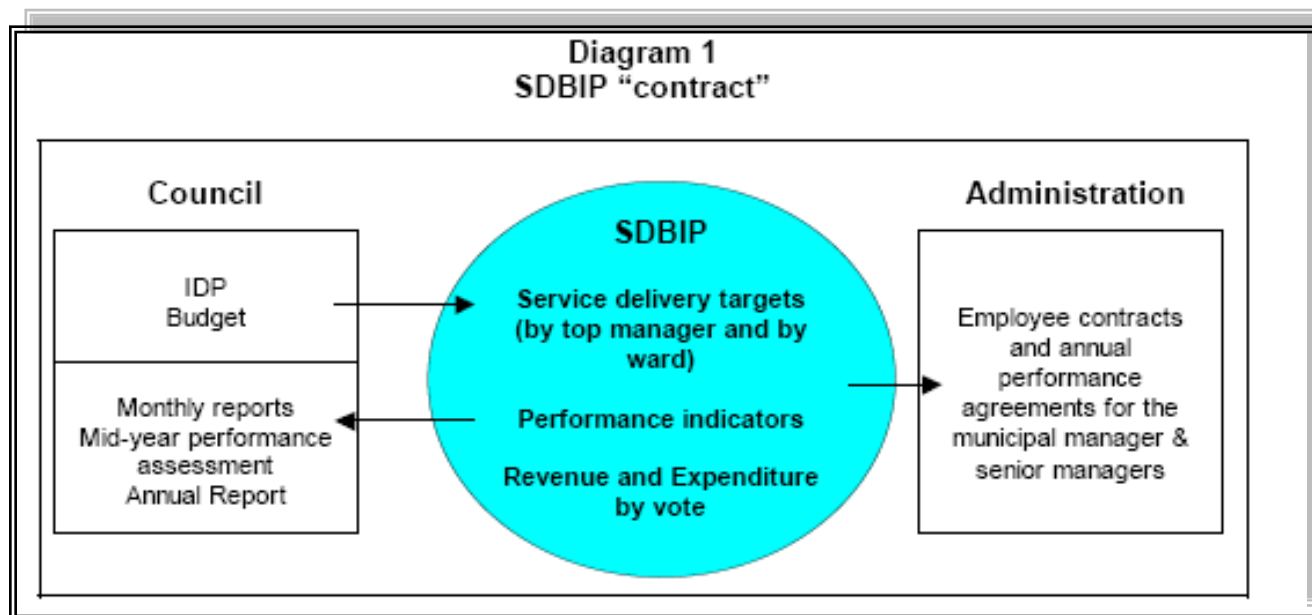 Diagram 1
SDBIP “contract”
Council
IDP
Budget
Monthly reports
Mid-year performance
assessment
Annual Report
SDBIP
Service delivery targets
(by top manager and by
ward)
Performance indicators
Revenue and Expenditure
by vote
Administration
Employee contracts
and annual
performance
agreements for the
municipal manager &
senior managers